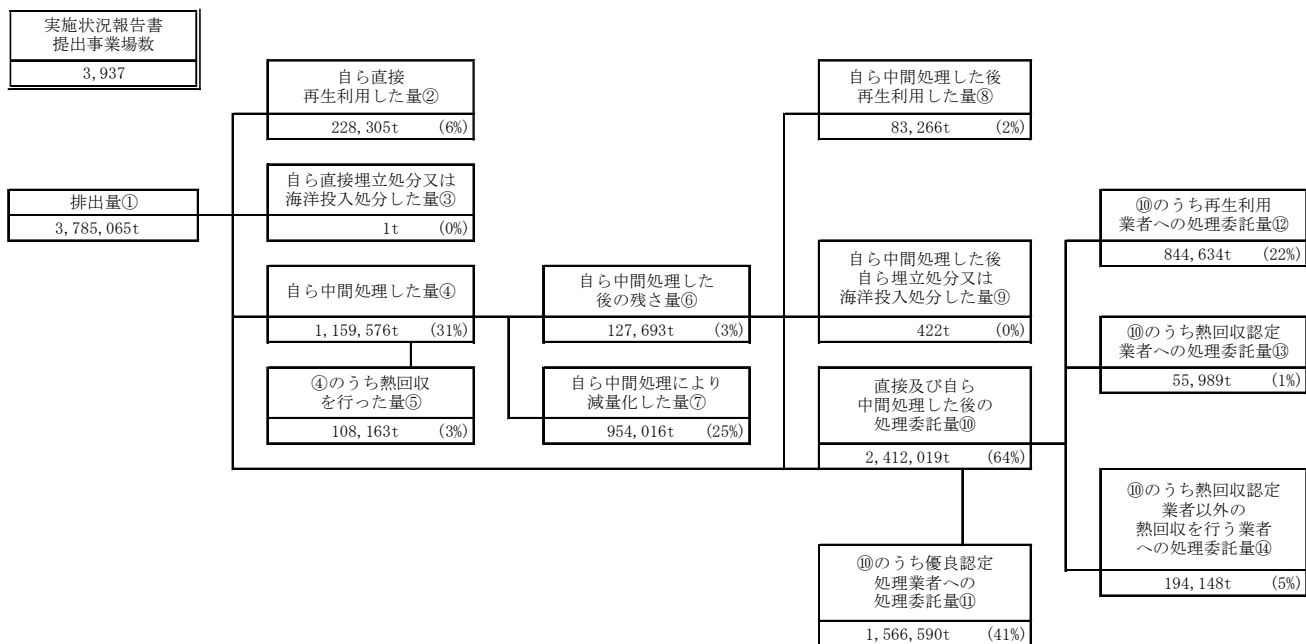 実施状況報告書
提出事業場数
3,937
排出量①
3,785,065t
自ら直接
再生利用した量②
228,305t (6%)
自ら直接埋立処分又は
海洋投入処分した量③
1t (0%)
自ら中間処理した量④
1,159,576t (31%)
④のうち熱回収
を行った量⑤
108,163t (3%)
自ら中間処理した
後の残さ量⑥
127,693t (3%)
自ら中間処理により
減量化した量⑦
954,016t (25%)
自ら中間処理した後
再生利用した量⑧
83,266t (2%)
自ら中間処理した後
自ら埋立処分又は
海洋投入処分した量⑨
422t (0%)
直接及び自ら
中間処理した後の
処理委託量⑩
2,412,019t (64%)
⑩のうち優良認定
処理業者への
処理委託量⑪
1,566,590t (41%)
⑩のうち再生利用
業者への処理委託量⑫
844,634t (22%)
⑩のうち熱回収認定
業者への処理委託量⑬
55,989t (1%)
⑩のうち熱回収認定
業者以外の
熱回収を行う業者
への処理委託量⑭
194,148t (5%)